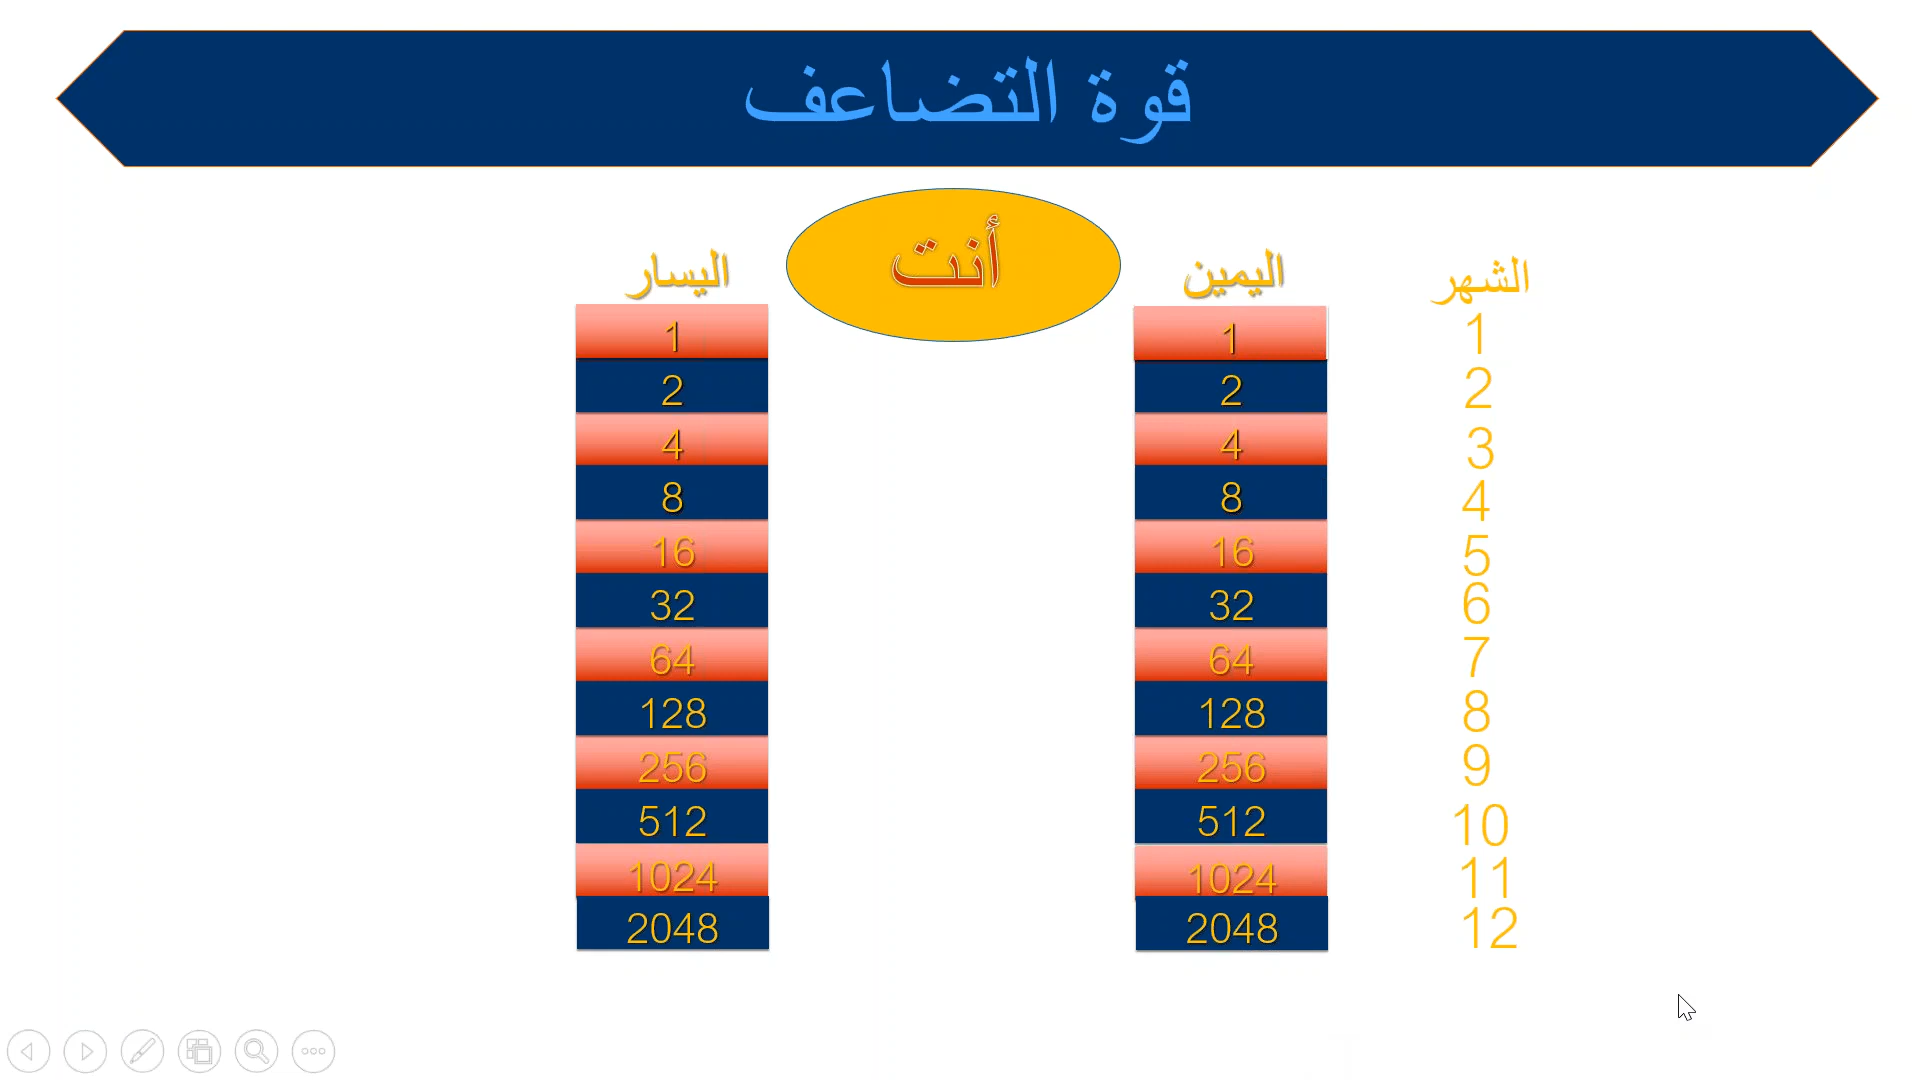 قوة التضاعف
أنت
الشهر اليمين اليسار
1 1 1
2 2 2
3 4 4
4 8 8
5 16 16
6 32 32
7 64 64
8 128 128
9 256 256
10 512 512
11 1024 1024
12 2048 2048